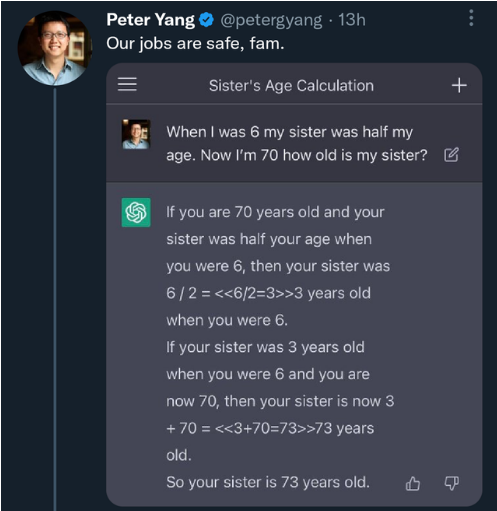 Peter Yang @petergyang · 13h
Our jobs are safe, fam.
Sister's Age Calculation
When I was 6 my sister was half my
age. Now I'm 70 how old is my sister?
If you are 70 years old and your
sister was half your age when
you were 6, then your sister was
6 / 2 = <<6/2=3>>3 years old
when you were 6.
If your sister was 3 years old
when you were 6 and you are
now 70, then your sister is now 3
+ 70 = <<3+70=73>>73 years
old.
So your sister is 73 years old.